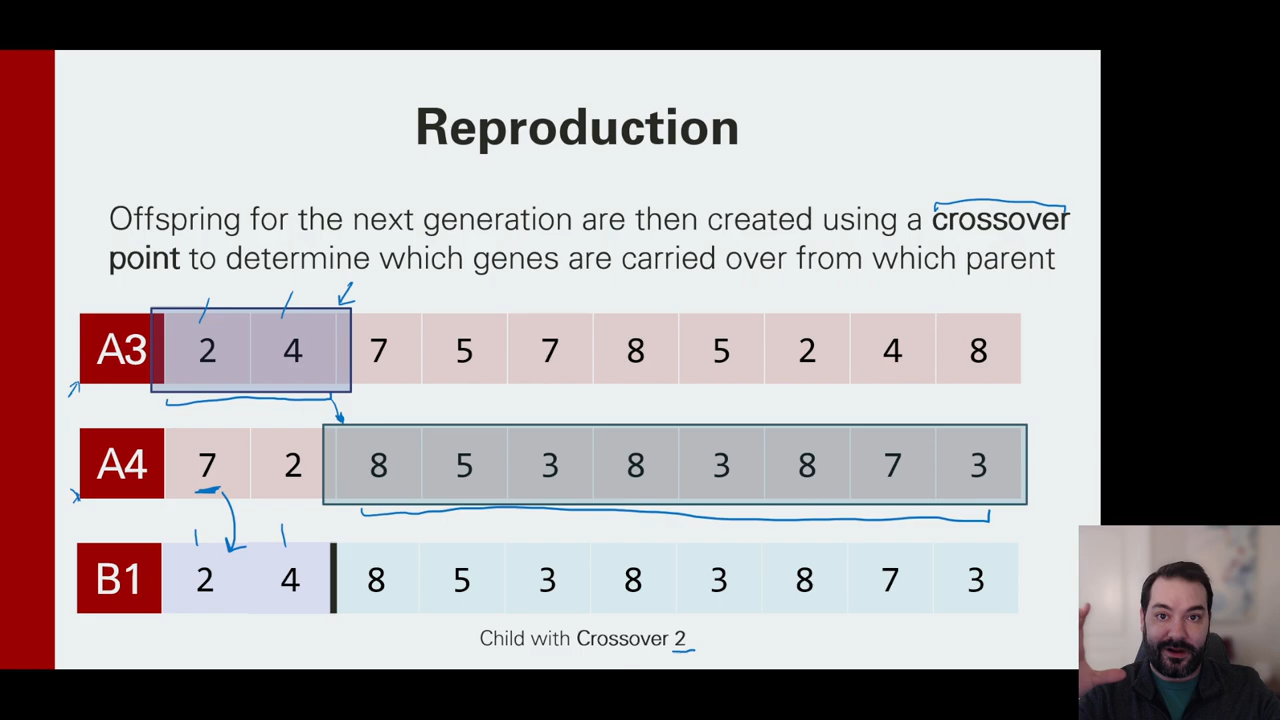 Reproduction
Offspring for the next generation are then created using a crossover
point to determine which genes are carried over from which parent
A3 2 4 7 5 7 8 5 2 4 8
A4 7 2 8 5 3 8 3 8 7 3
B1 2 4 8 5 3 8 3 8 7 3
Child with Crossover 2